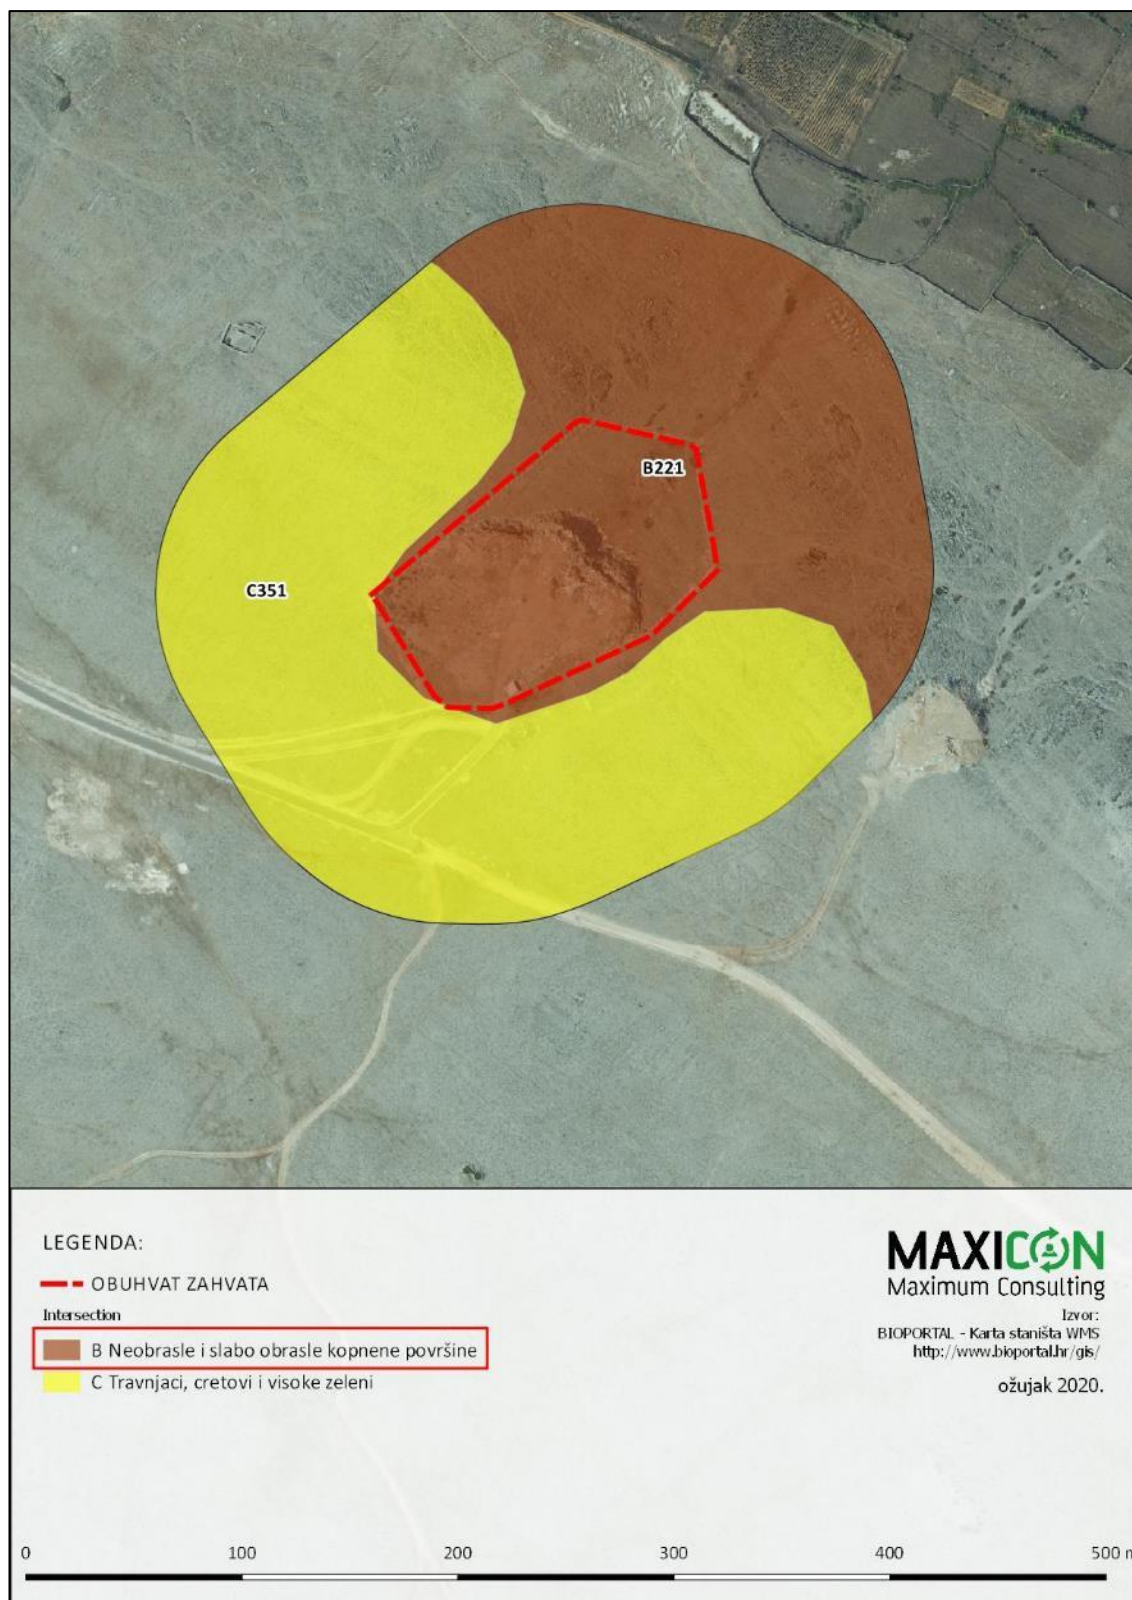 B221
C351
LEGENDA:
OBUHVAT ZAHVATA
Intersection
B Neobrasle i slabo obrasle kopnene površine
C Travnjaci, cretovi i visoke zeleni
MAXICON
Maximum Consulting
Izvor:
BIOPORTAL - Karta staništa WMS
http://www.bioportal.hr/gis/
ožujak 2020.
0 100 200 300 400 500 m